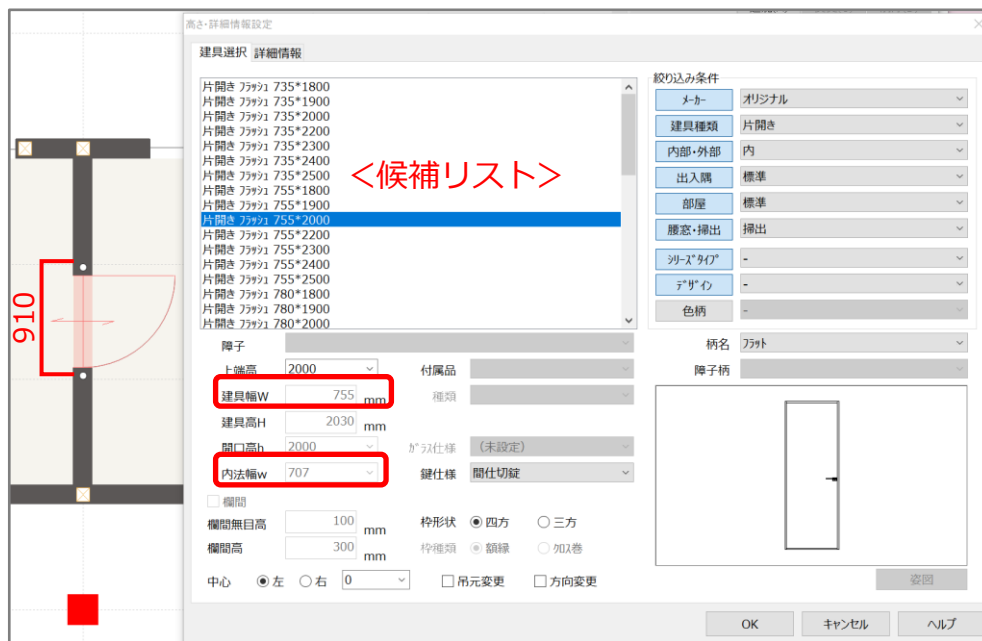 高さ・詳細情報設定
建具選択
詳細情報
片開き ﾌﾗｯｼｭ 735*1800
片開き ﾌﾗｯｼｭ 735*1900
片開き ﾌﾗｯｼｭ 735*2000
片開き ﾌﾗｯｼｭ 735*2200
片開き ﾌﾗｯｼｭ 735*2300
片開き ﾌﾗｯｼｭ 735*2400
片開き ﾌﾗｯｼｭ 735*2500
片開き ﾌﾗｯｼｭ 755*1800
片開き ﾌﾗｯｼｭ 755*1900
片開き ﾌﾗｯｼｭ 755*2000
片開き ﾌﾗｯｼｭ 755*2200
片開き ﾌﾗｯｼｭ 755*2300
片開き ﾌﾗｯｼｭ 755*2400
片開き ﾌﾗｯｼｭ 755*2500
片開き ﾌﾗｯｼｭ 780*1800
片開き ﾌﾗｯｼｭ 780*1900
片開き ﾌﾗｯｼｭ 780*2000
<候補リスト>
絞り込み条件
ﾒｰｶｰ オリジナル
建具種類 片開き
内部・外部 内
出入隅 標準
部屋 標準
腰窓・掃出 掃出
ｼﾘｰｽﾞﾀｲﾌﾟ -
ﾃﾞｻﾞｲﾝ -
色柄 -
910
障子
柄名 ﾌﾗｯﾄ
上端高 2000
付属品
障子柄
建具幅W 755 mm
種類
建具高H 2030 mm
開口高h 2000
ｶﾞﾗｽ仕様 (未設定)
内法幅w 707
鍵仕様 間仕切錠
欄間
欄間無目高 100 mm
枠形状 四方 三方
欄間高 300 mm
枠種類 額縁 ｸﾛｽ巻
中心 左 右 0
吊元変更 方向変更
姿図
OK キャンセル ヘルプ